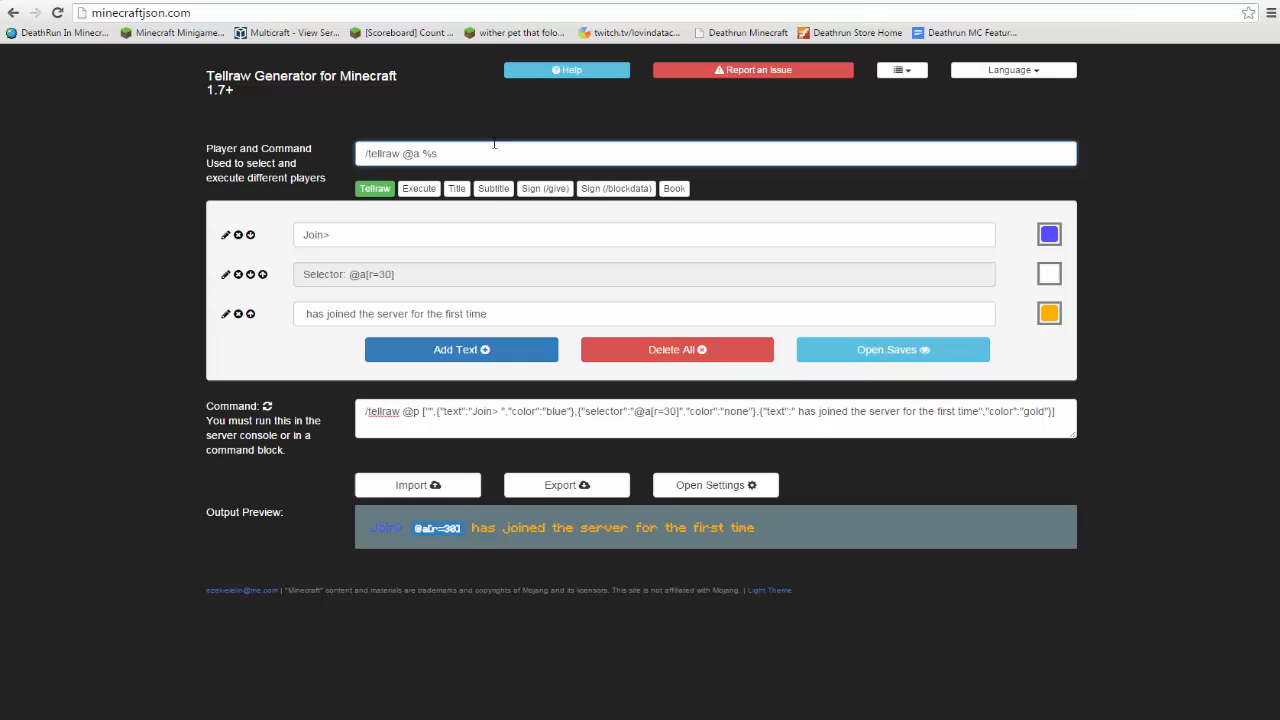 minecraftjson.com
DeathRun In Minecr... Minecraft Minigame... Multicraft - View Ser... [Scoreboard] Count ... wither pet that folo... twitch.tv/lovindatac... Deathrun Minecraft Deathrun Store Home Deathrun MC Featur...
Tellraw Generator for Minecraft
1.7+
Help
Report an Issue
Language
Player and Command
Used to select and
execute different players
/tellraw @a %s
Tellraw Execute Title Subtitle Sign (/give) Sign (/blockdata) Book
Join>
Selector: @a[r=30]
has joined the server for the first time
Add Text Delete All Open Saves
Command:
You must run this in the
server console or in a
command block.
/tellraw @p ["",{"text":"Join> ","color":"blue"},{"selector":"@a[r=30]","color":"none"},{"text":" has joined the server for the first time","color":"gold"}]
Import Export Open Settings
Output Preview:
Join> @a[r=30] has joined the server for the first time
ezekielelin@me.com | "Minecraft" content and materials are trademarks and copyrights of Mojang and its licensors. This site is not affiliated with Mojang. | Light Theme